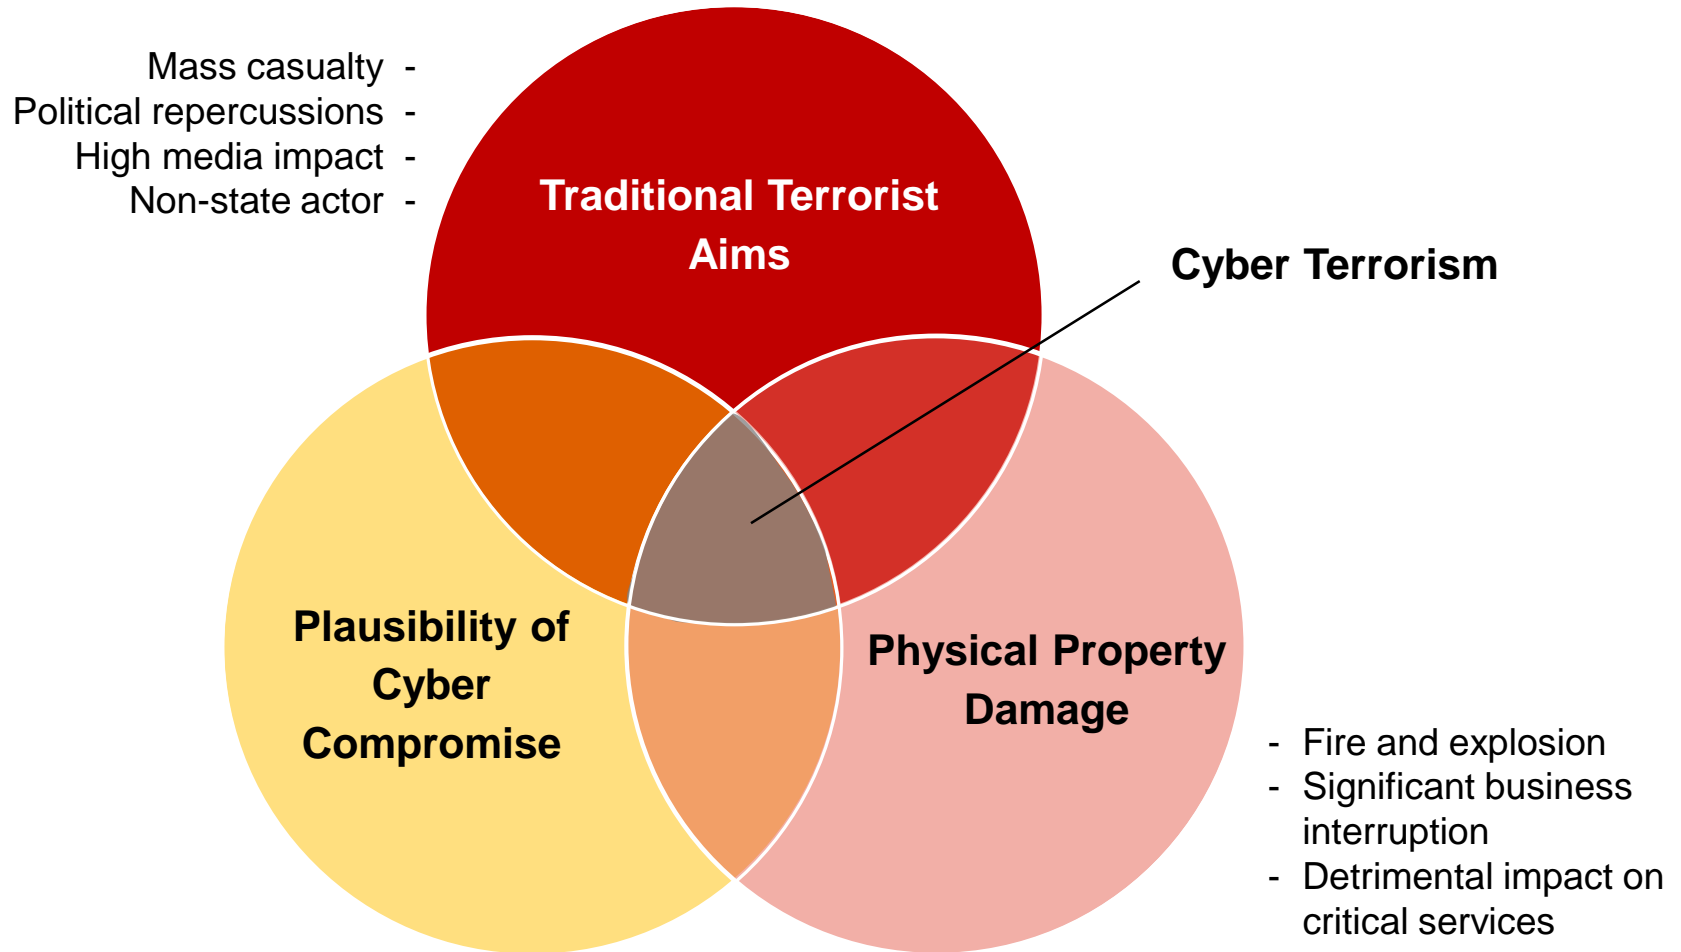 Mass casualty -
Political repercussions -
High media impact -
Non-state actor -
Traditional Terrorist
Aims
Cyber Terrorism
Plausibility of
Cyber
Compromise
Physical Property
Damage
- Fire and explosion
- Significant business
interruption
- Detrimental impact on
critical services